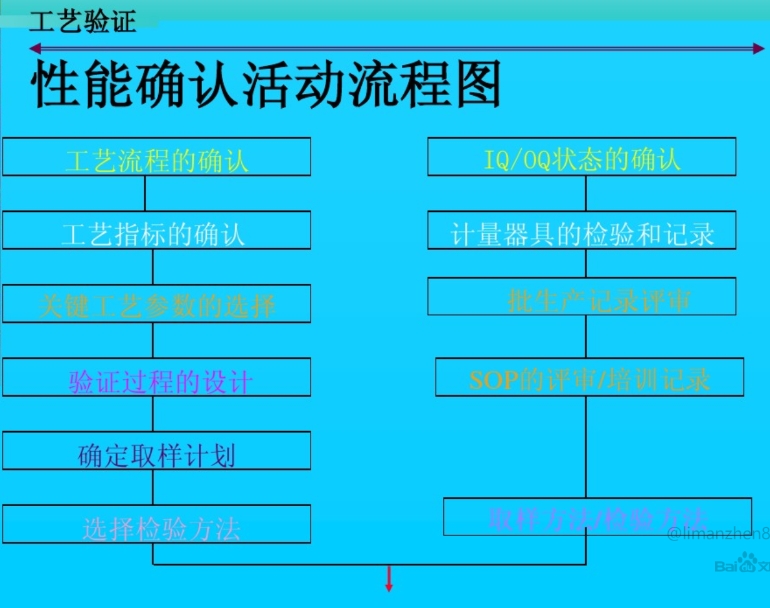 工艺验证
性能确认活动流程图
工艺流程的确认
工艺指标的确认
关键工艺参数的选择
验证过程的设计
确定取样计划
选择检验方法
IQ/OQ状态的确认
计量器具的检验和记录
批生产记录评审
SOP的评审/培训记录
取样方法/检验方法
@limanzhen8
Bai 文